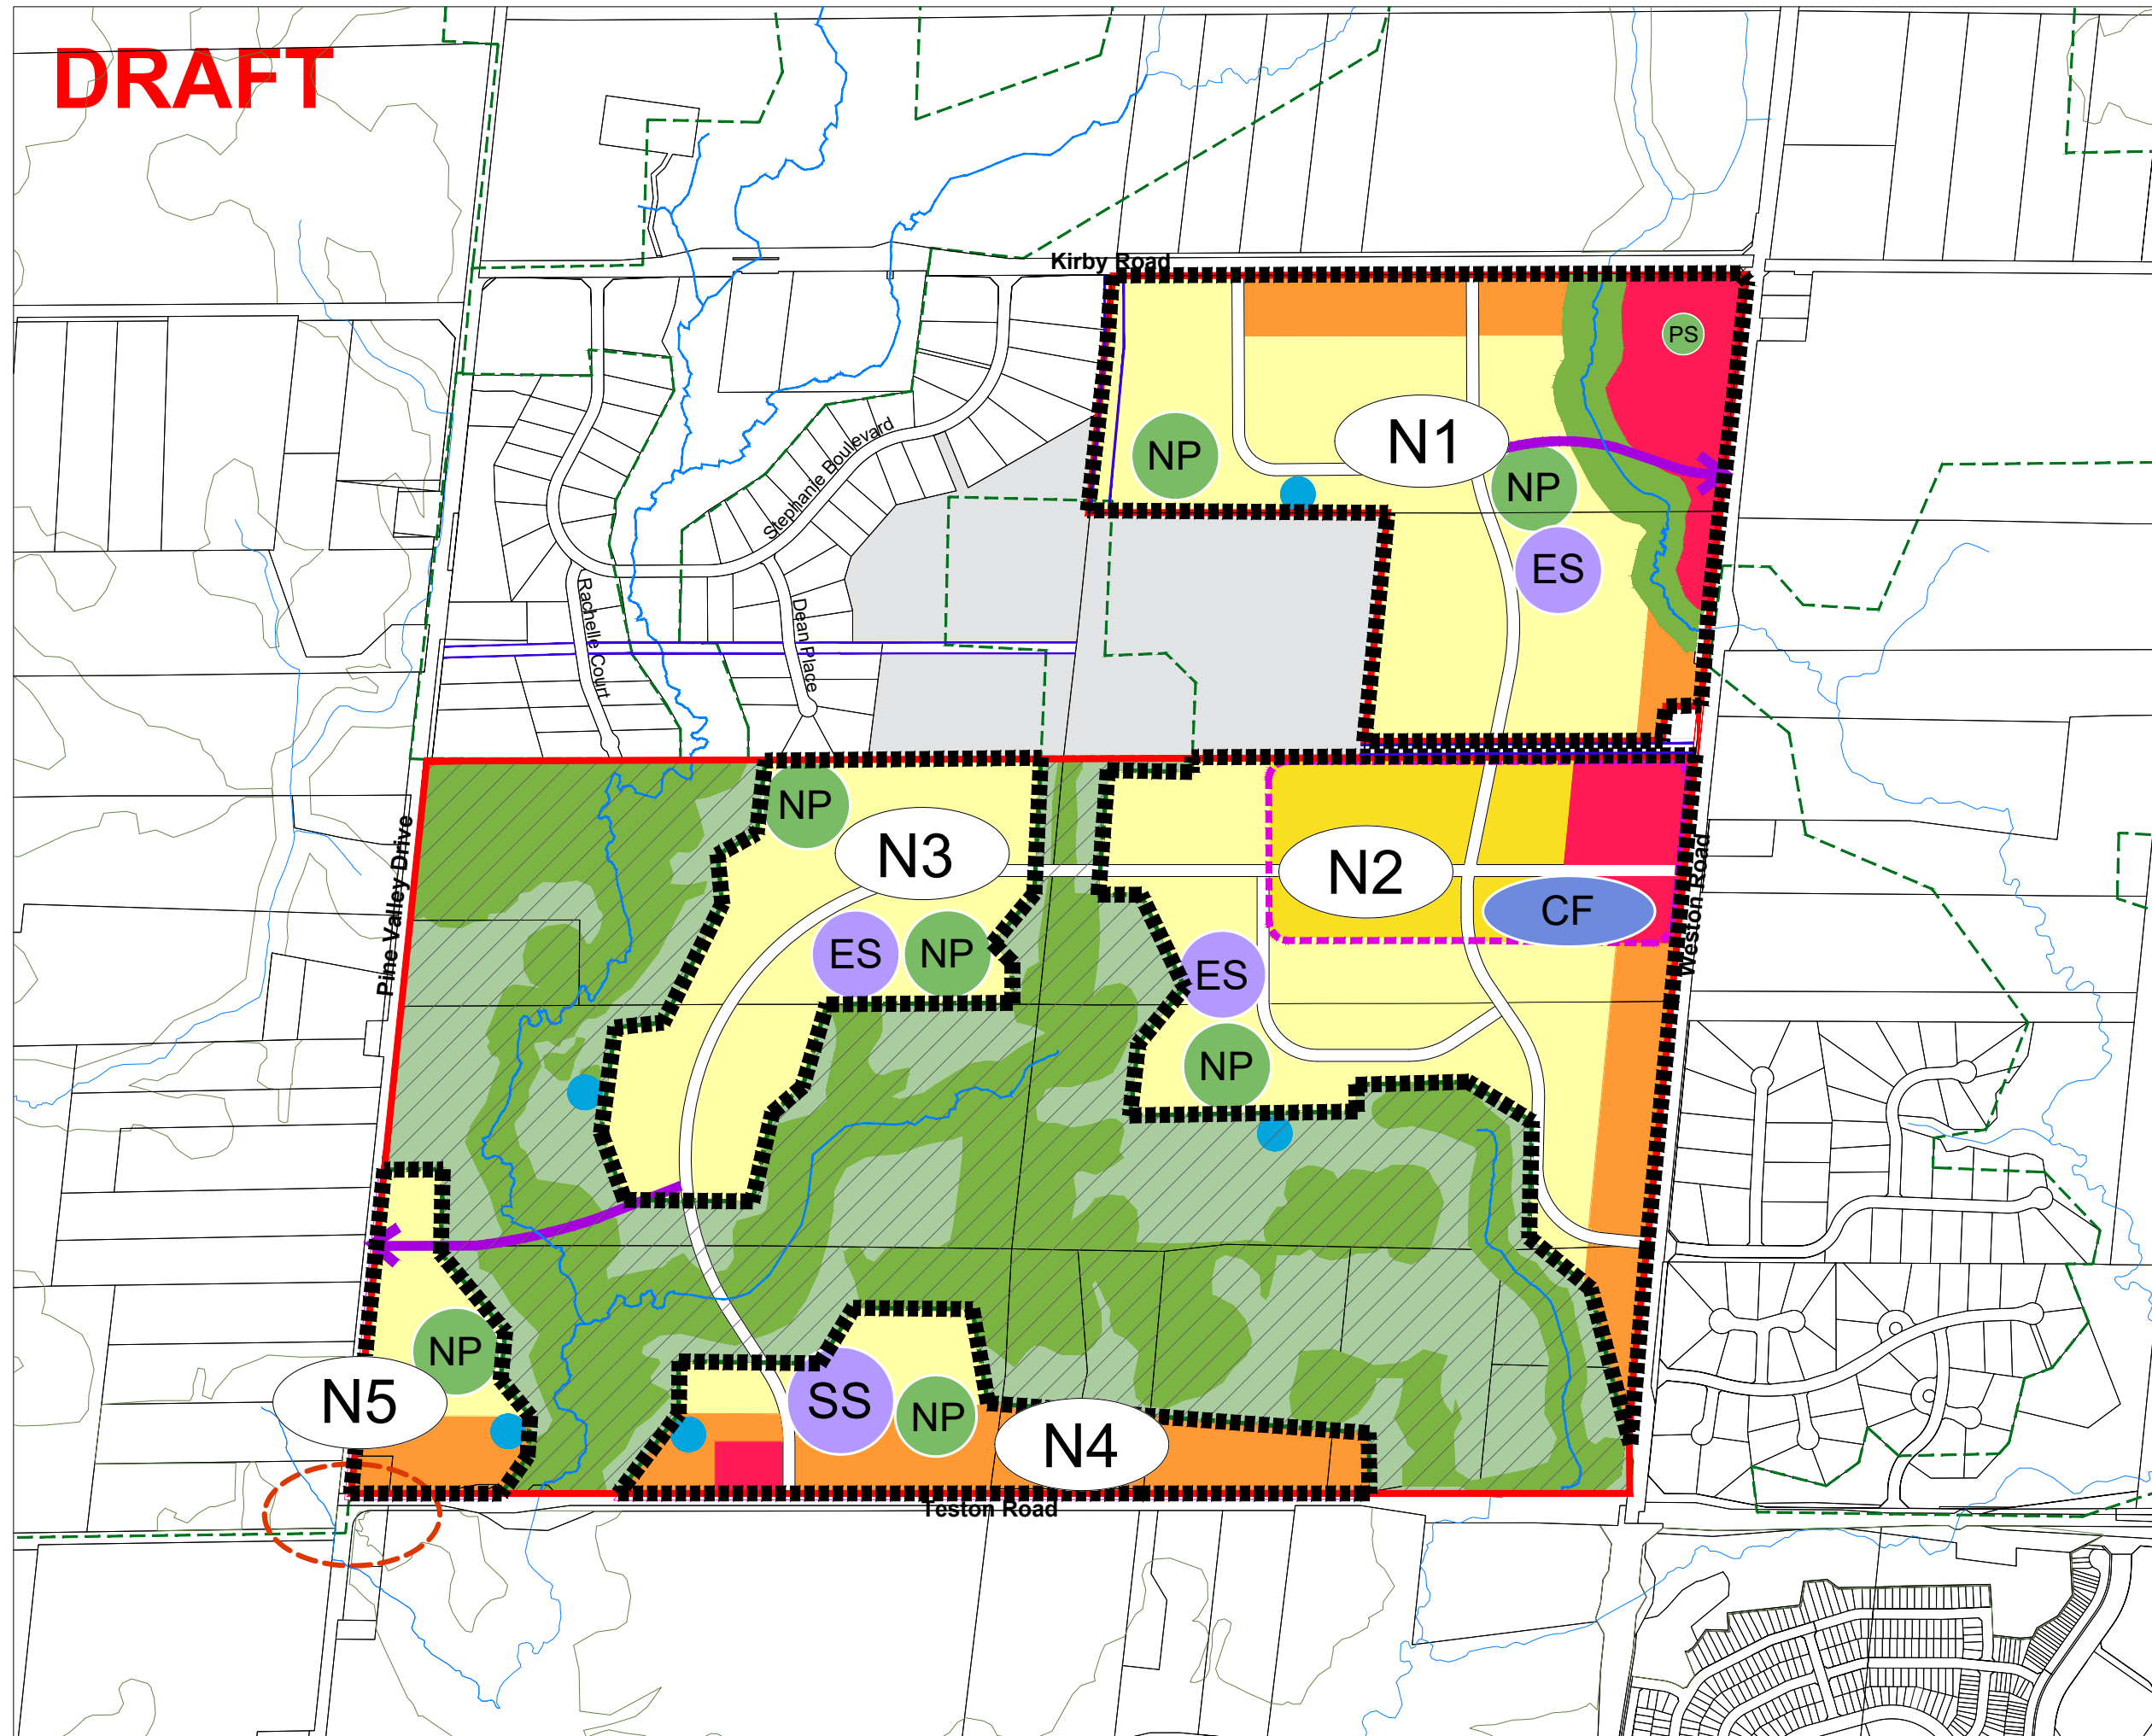 DRAFT
Kirby Road
PS
N1
NP
NP
Stephanie Boulevard
ES
Rachelle Court
Dean Place
NP
N3
N2
Pine Valley Drive
Weston Road
CF
ES
NP
ES
NP
NP
N5
SS
NP
N4
Teston Road